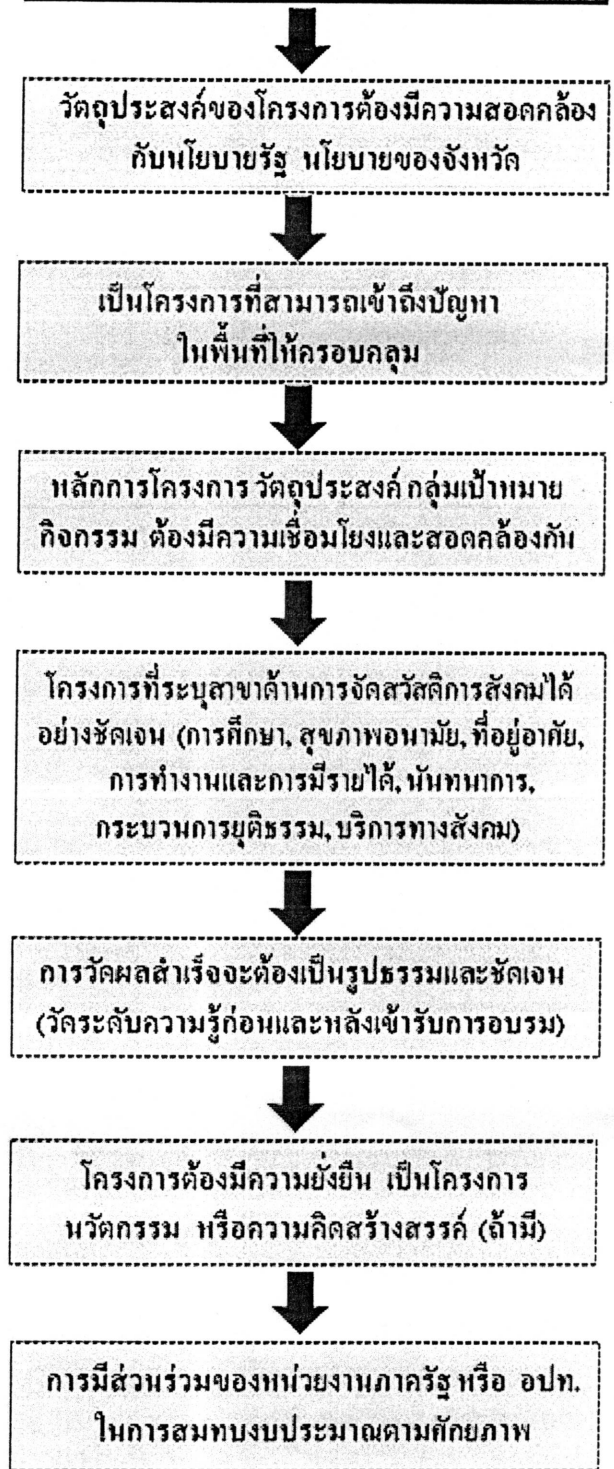 วัตถุประสงค์ของโครงการต้องมีความสอดคล้อง
กับนโยบายรัฐ นโยบายของจังหวัด
เป็นโครงการที่สามารถเข้าถึงปัญหา
ในพื้นที่ให้ครอบคลุม
หลักการโครงการ วัตถุประสงค์ กลุ่มเป้าหมาย
กิจกรรม ต้องมีความเชื่อมโยงและสอดคล้องกัน
โครงการที่ระบุสาขาด้านการจัดสวัสดิการสังคมได้
อย่างชัดเจน (การศึกษา, สุขภาพอนามัย, ที่อยู่อาศัย,
การทำงานและการมีรายได้, นันทนาการ,
กระบวนการยุติธรรม, บริการทางสังคม)
การวัดผลสำเร็จจะต้องเป็นรูปธรรมและชัดเจน
(วัดระดับความรู้ก่อนและหลังเข้ารับการอบรม)
โครงการต้องมีความยั่งยืน เป็นโครงการ
นวัตกรรม หรือความคิดสร้างสรรค์ (ถ้ามี)
การมีส่วนร่วมของหน่วยงานภาครัฐ หรือ อปท.
ในการสมทบงบประมาณตามศักยภาพ